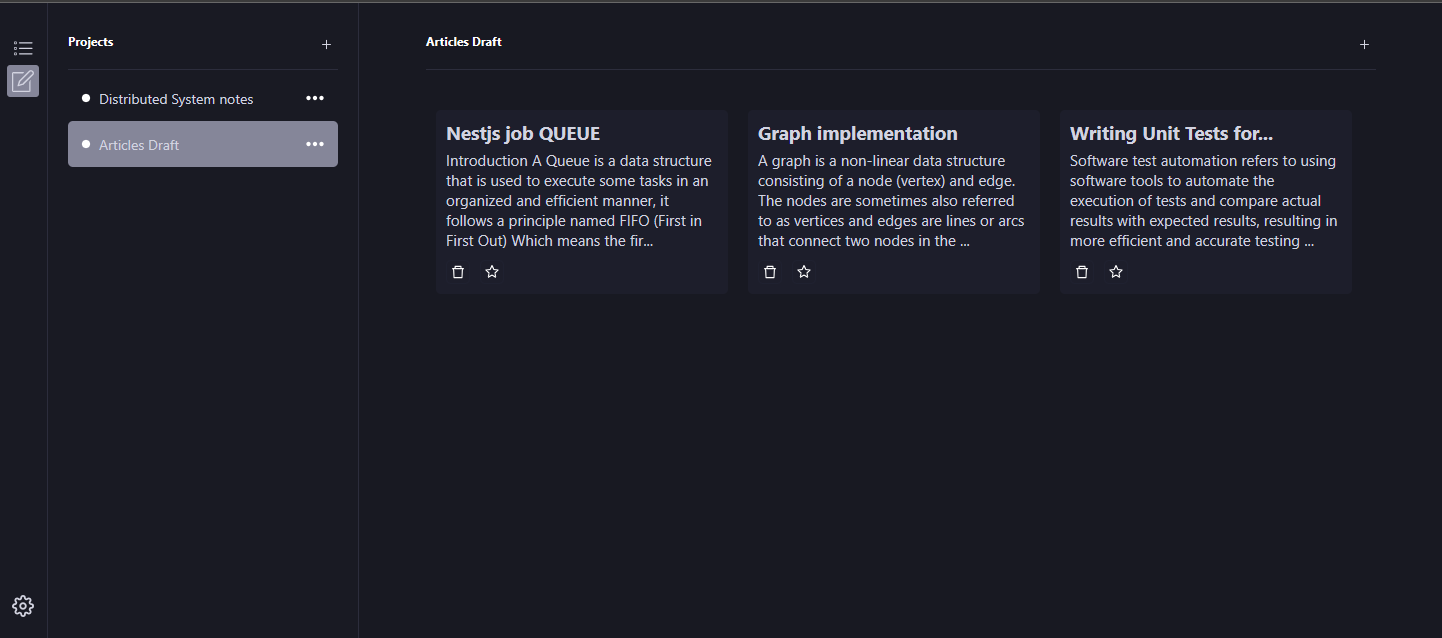 Projects
+
Distributed System notes
•••
Articles Draft
•••
Articles Draft
+
Nestjs job QUEUE
Introduction A Queue is a data structure
that is used to execute some tasks in an
organized and efficient manner, it
follows a principle named FIFO (First in
First Out) Which means the fir...
Graph implementation
A graph is a non-linear data structure
consisting of a node (vertex) and edge.
The nodes are sometimes also referred
to as vertices and edges are lines or arcs
that connect two nodes in the ...
Writing Unit Tests for...
Software test automation refers to using
software tools to automate the
execution of tests and compare actual
results with expected results, resulting in
more efficient and accurate testing ...